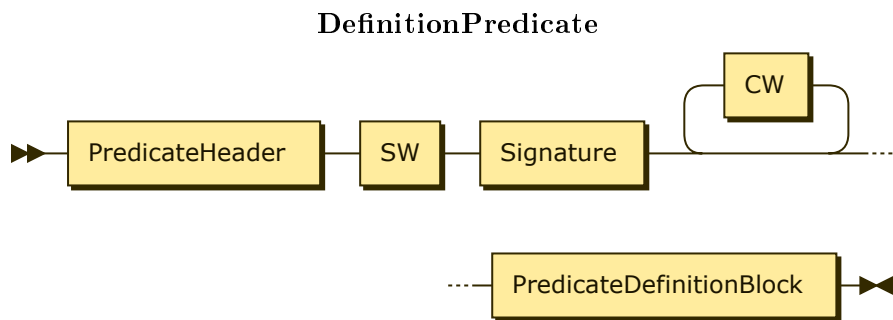 DefinitionPredicate
CW
PredicateHeader SW Signature
PredicateDefinitionBlock